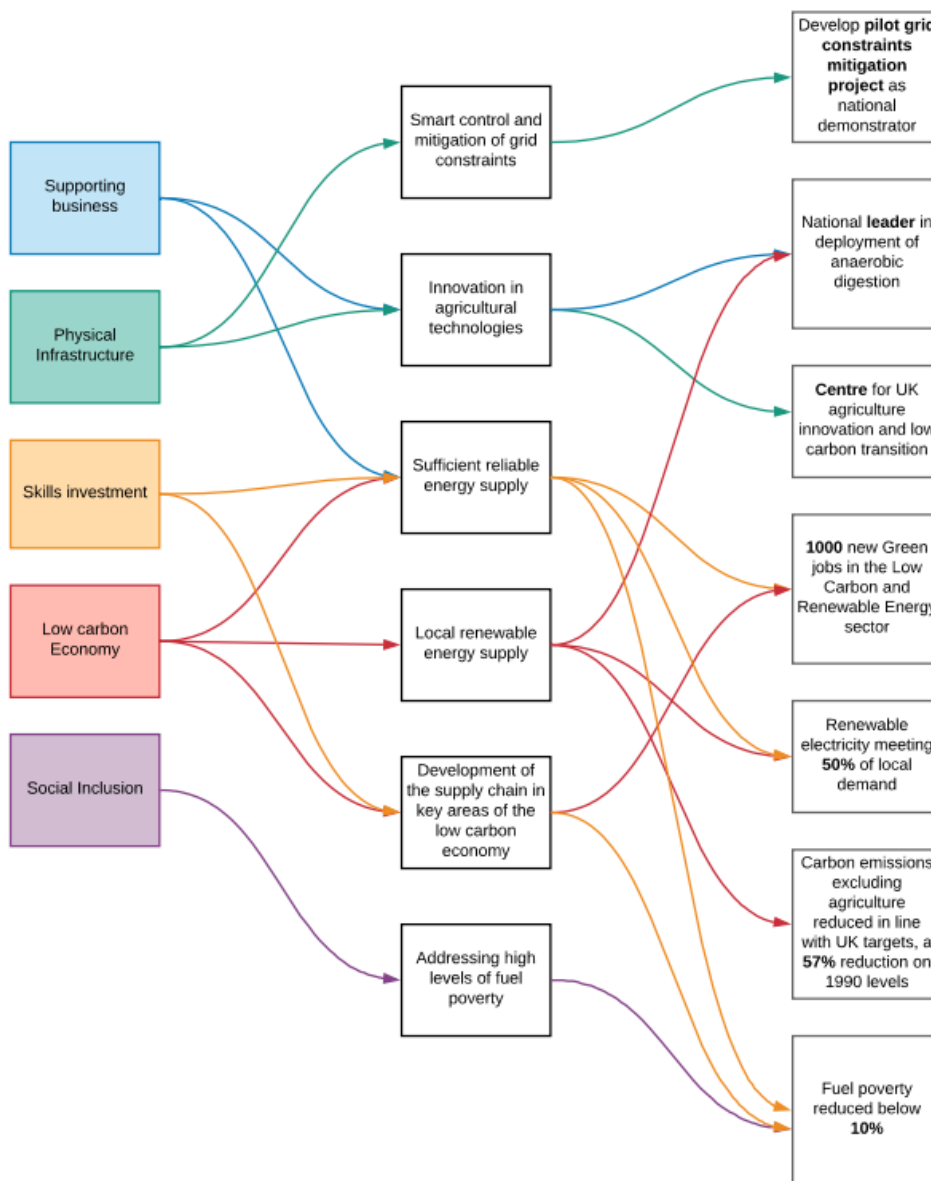 Supporting
business
Physical
Infrastructure
Skills investment
Low carbon
Economy
Social Inclusion
Smart control and
mitigation of grid
constraints
Innovation in
agricultural
technologies
Sufficient reliable
energy supply
Local renewable
energy supply
Development of
the supply chain in
key areas of the
low carbon
economy
Addressing high
levels of fuel
poverty
Develop pilot grid
constraints
mitigation
project as
national
demonstrator
National leader in
deployment of
anaerobic
digestion
Centre for UK
agriculture
innovation and low
carbon transition
1000 new Green
jobs in the Low
Carbon and
Renewable Energy
sector
Renewable
electricity meeting
50% of local
demand
Carbon emissions
excluding
agriculture
reduced in line
with UK targets, a
57% reduction on
1990 levels
Fuel poverty
reduced below
10%